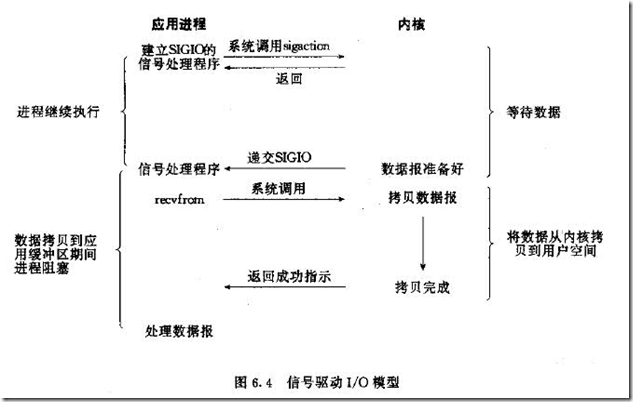 应用进程
内核
建立SIGIO的
信号处理程序
系统调用sigaction
返回
进程继续执行
等待数据
信号处理程序
递交SIGIO
数据报准备好
recvfrom
系统调用
拷贝数据报
数据拷贝到应
用缓冲区期间
进程阻塞
将数据从内核拷
贝到用户空间
返回成功指示
拷贝完成
处理数据报
图 6.4 信号驱动 I/O 模型